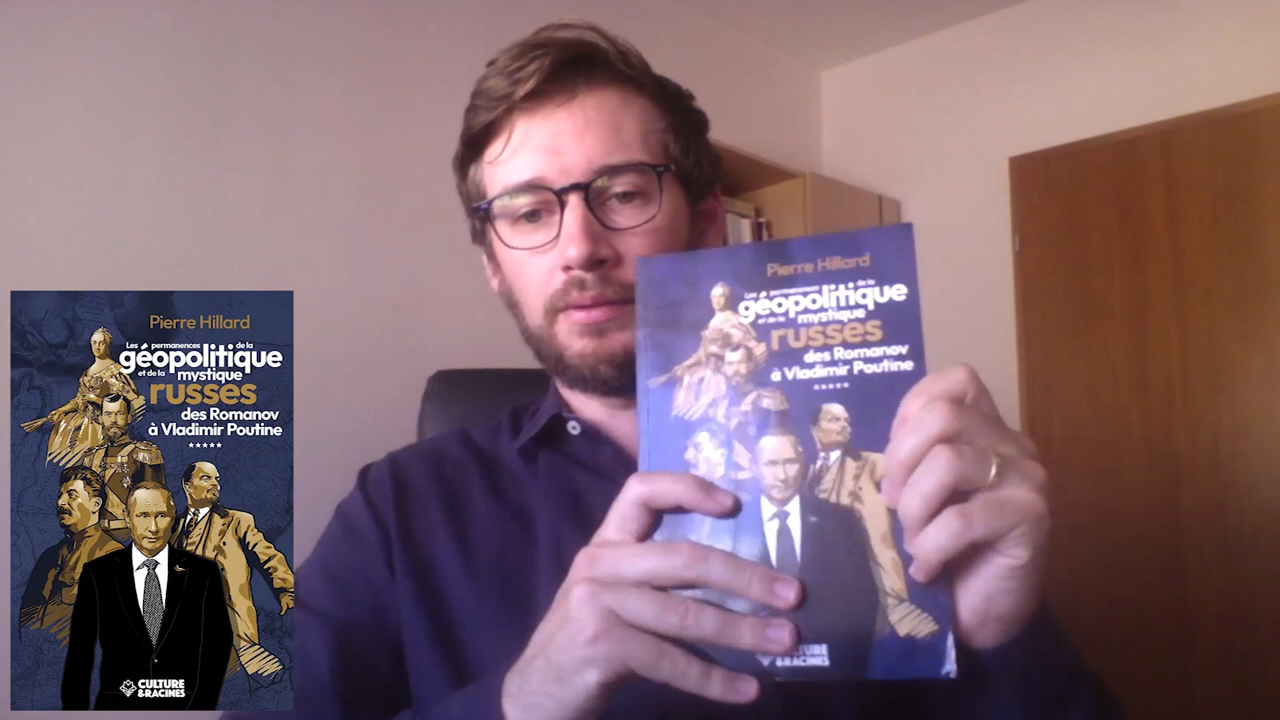 Pierre Hillard
Les permanences de la
géopolitique
et de la mystique
russes
des Romanov
à Vladimir Poutine
CULTURE
&RACINES
Pierre Hillard
Les permanences de la
géopolitique
et de la mystique
russes
des Romanov
à Vladimir Poutine
CULTURE
&RACINES